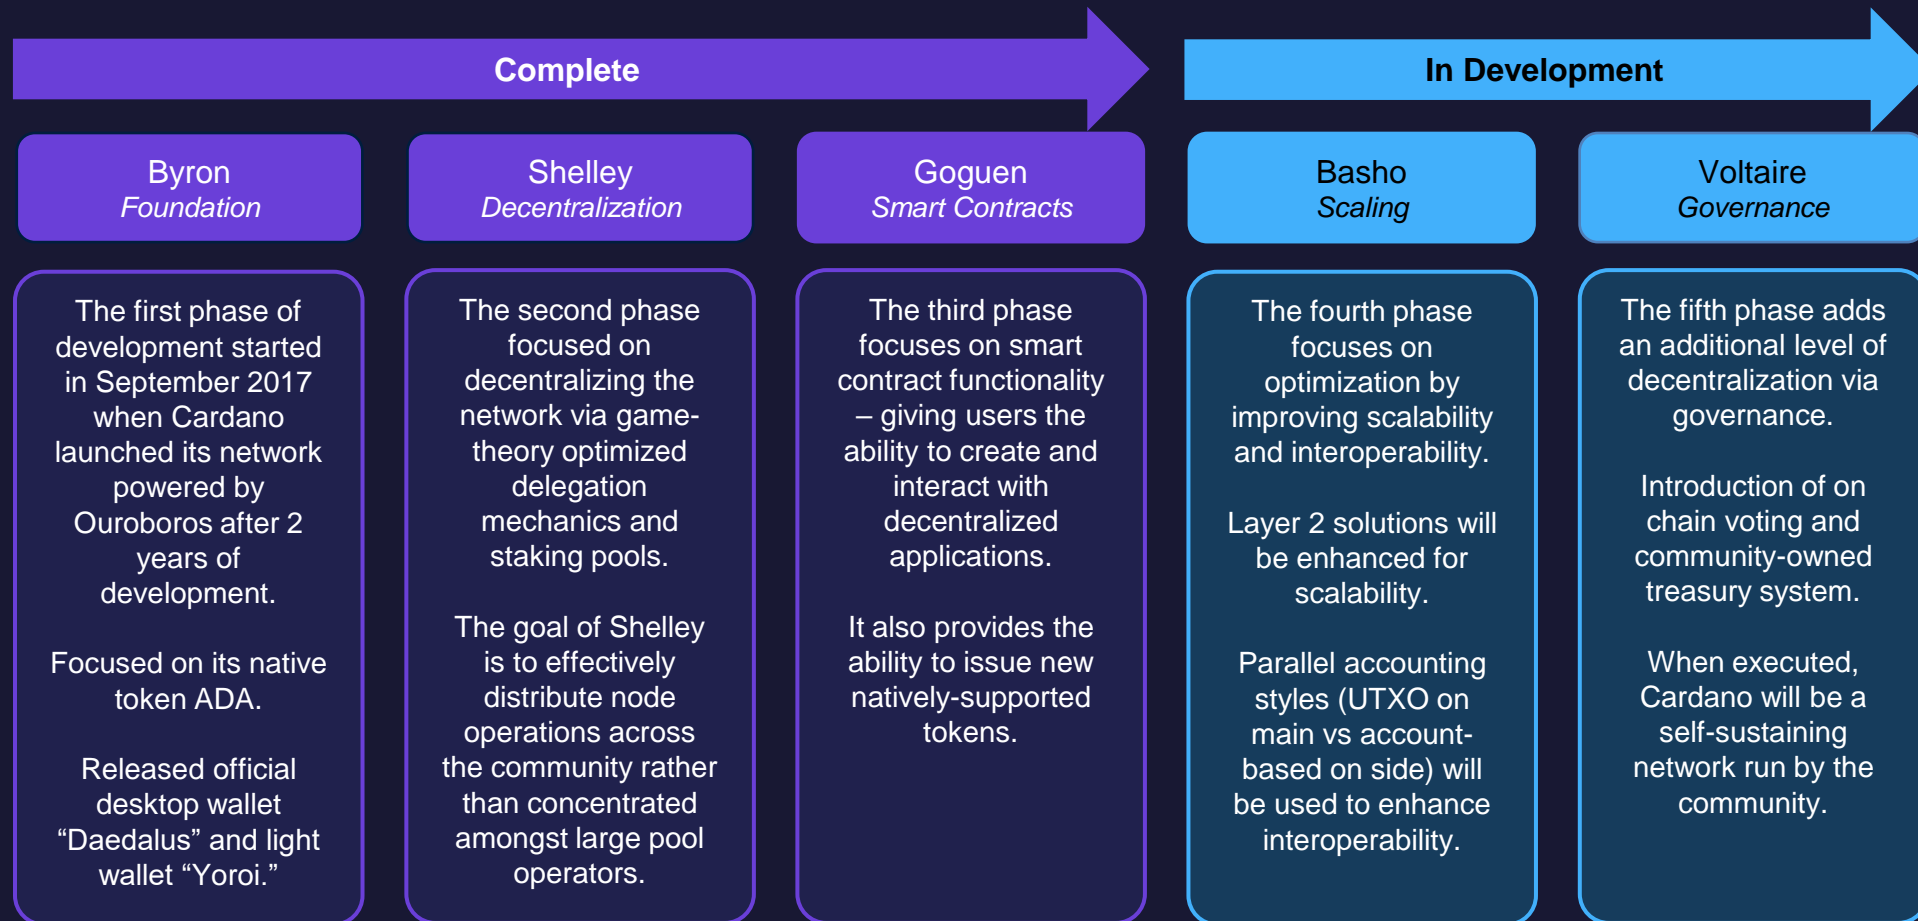 Complete
In Development
Byron
Foundation
Shelley
Decentralization
Goguen
Smart Contracts
Basho
Scaling
Voltaire
Governance
The first phase of
development started
in September 2017
when Cardano
launched its network
powered by
Ouroboros after 2
years of
development.
Focused on its native
token ADA.
Released official
desktop wallet
“Daedalus” and light
wallet “Yoroi.”
The second phase
focused on
decentralizing the
network via game-
theory optimized
delegation
mechanics and
staking pools.
The goal of Shelley
is to effectively
distribute node
operations across
the community rather
than concentrated
amongst large pool
operators.
The third phase
focuses on smart
contract functionality
– giving users the
ability to create and
interact with
decentralized
applications.
It also provides the
ability to issue new
natively-supported
tokens.
The fourth phase
focuses on
optimization by
improving scalability
and interoperability.
Layer 2 solutions will
be enhanced for
scalability.
Parallel accounting
styles (UTXO on
main vs account-
based on side) will
be used to enhance
interoperability.
The fifth phase adds
an additional level of
decentralization via
governance.
Introduction of on
chain voting and
community-owned
treasury system.
When executed,
Cardano will be a
self-sustaining
network run by the
community.